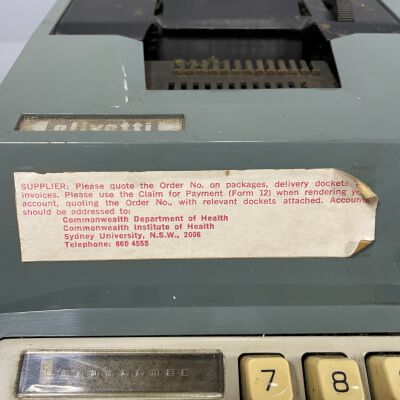 olivetti
SUPPLIER: Please quote the Order No. on packages, delivery dockets
invoices. Please use the Claim for Payment (Form 12) when rendering
account, quoting the Order No., with relevant dockets attached. Accounts
should be addressed to:
Commonwealth Department of Health
Commonwealth Institute of Health
Sydney University, N.S.W., 2006
Telephone: 660 4555
7 8